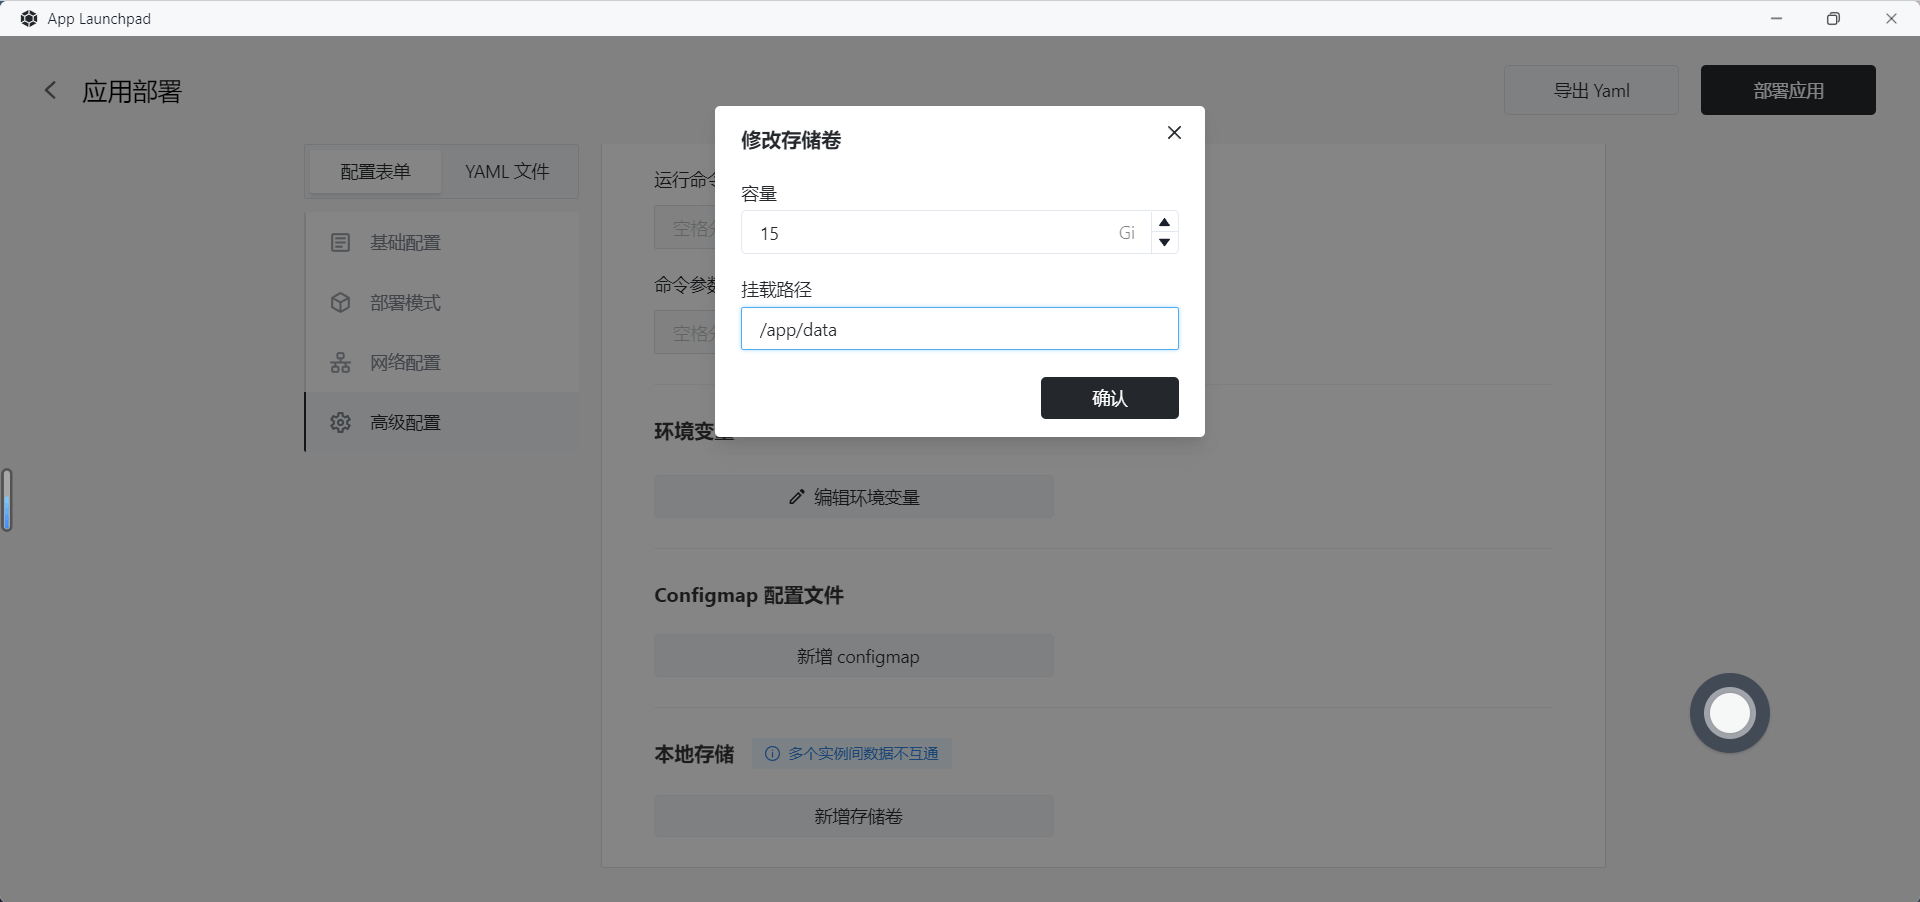 App Launchpad
应用部署
导出 Yaml
部署应用
配置表单
YAML 文件
基础配置
部署模式
网络配置
高级配置
运行命令
空格
命令参数
空格
修改存储卷
容量
15
Gi
挂载路径
/app/data
确认
环境变量
编辑环境变量
Configmap 配置文件
新增 configmap
本地存储
多个实例间数据不互通
新增存储卷